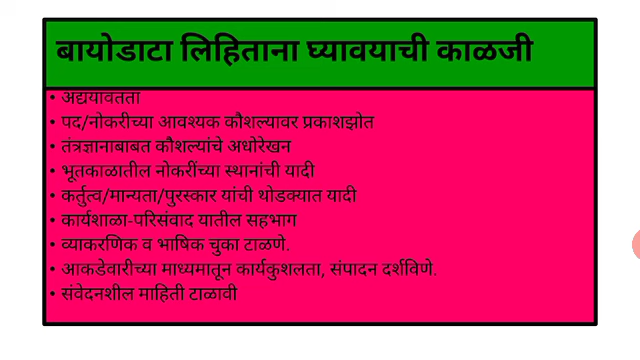 बायोडाटा लिहिताना घ्यावयाची काळजी
• अद्ययावतता
• पद/नोकरीच्या आवश्यक कौशल्यावर प्रकाशझोत
• तंत्रज्ञानाबाबत कौशल्यांचे अधोरेखन
• भूतकाळातील नोकरींच्या स्थानांची यादी
• कर्तुत्व/मान्यता/पुरस्कार यांची थोडक्यात यादी
• कार्यशाळा-परिसंवाद यातील सहभाग
• व्याकरणिक व भाषिक चुका टाळणे.
• आकडेवारीच्या माध्यमातून कार्यकुशलता, संपादन दर्शविणे.
• संवेदनशील माहिती टाळावी